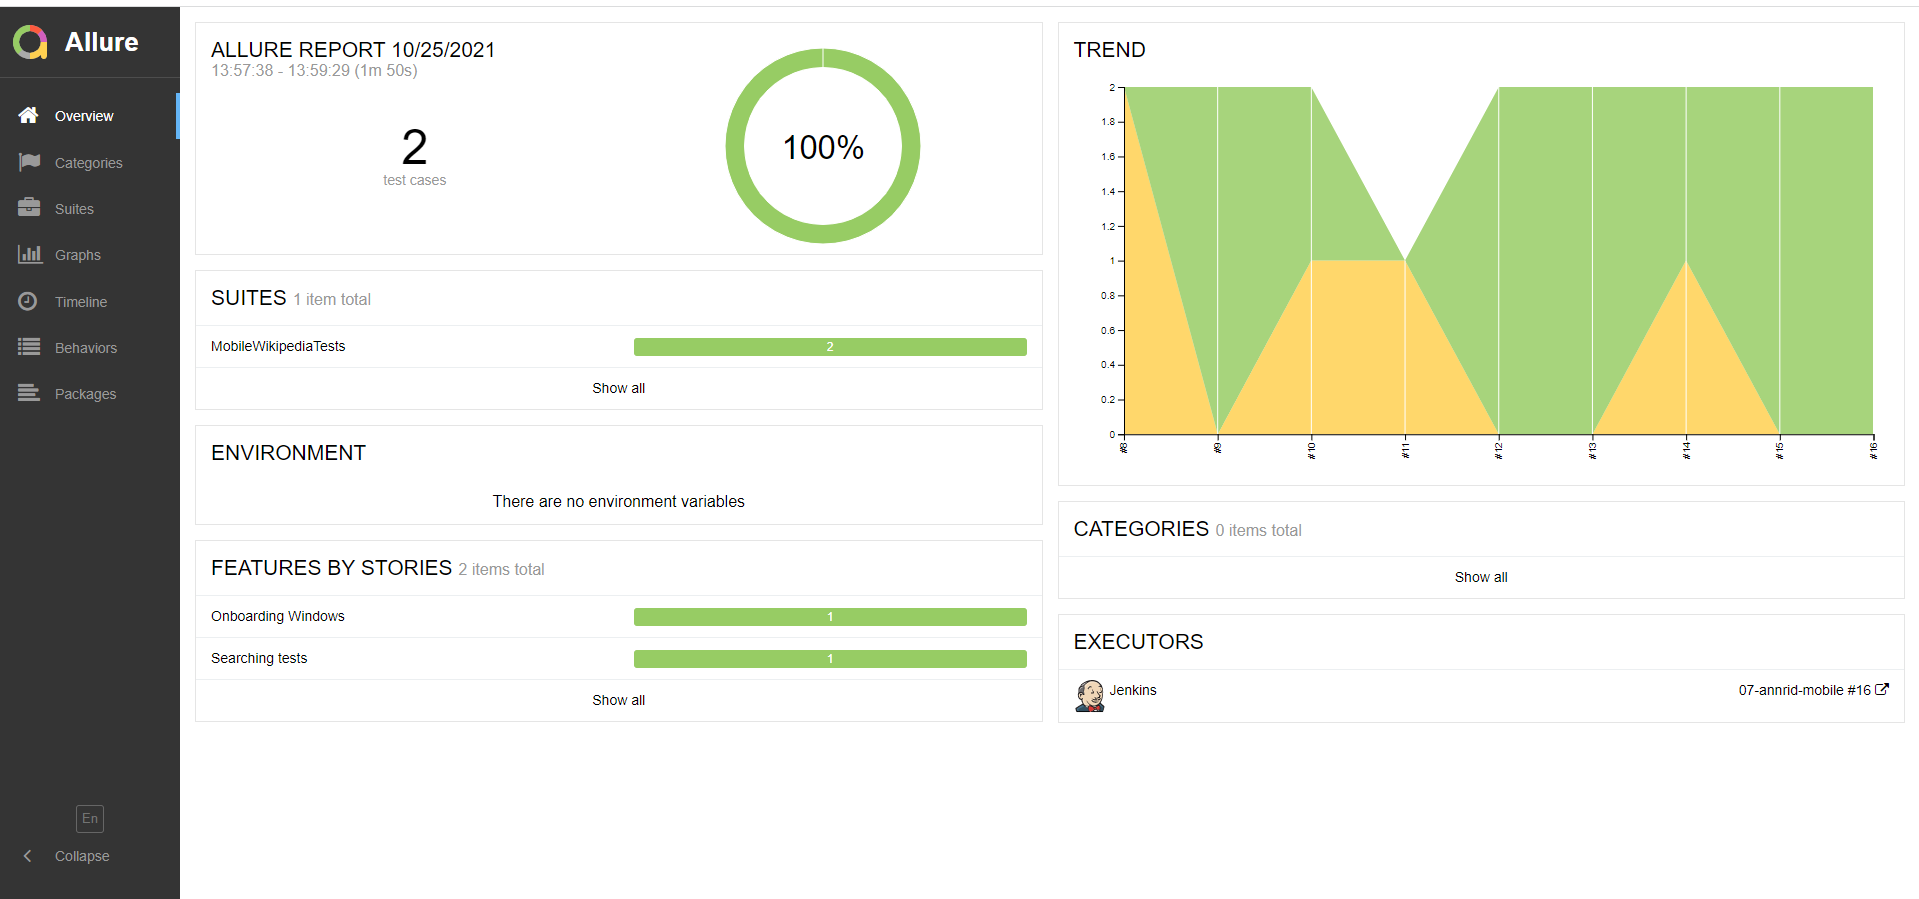 Allure
Overview
Categories
Suites
Graphs
Timeline
Behaviors
Packages
En
Collapse
ALLURE REPORT 10/25/2021
13:57:38 - 13:59:29 (1m 50s)
2
test cases
100%
SUITES 1 item total
MobileWikipediaTests 2
Show all
ENVIRONMENT
There are no environment variables
FEATURES BY STORIES 2 items total
Onboarding Windows 1
Searching tests 1
Show all
TREND
2
1.8
1.6
1.4
1.2
1
0.8
0.6
0.4
0.2
0
#8 #9 #10 #11 #12 #13 #14 #15 #16
CATEGORIES 0 items total
Show all
EXECUTORS
Jenkins 07-annrid-mobile #16